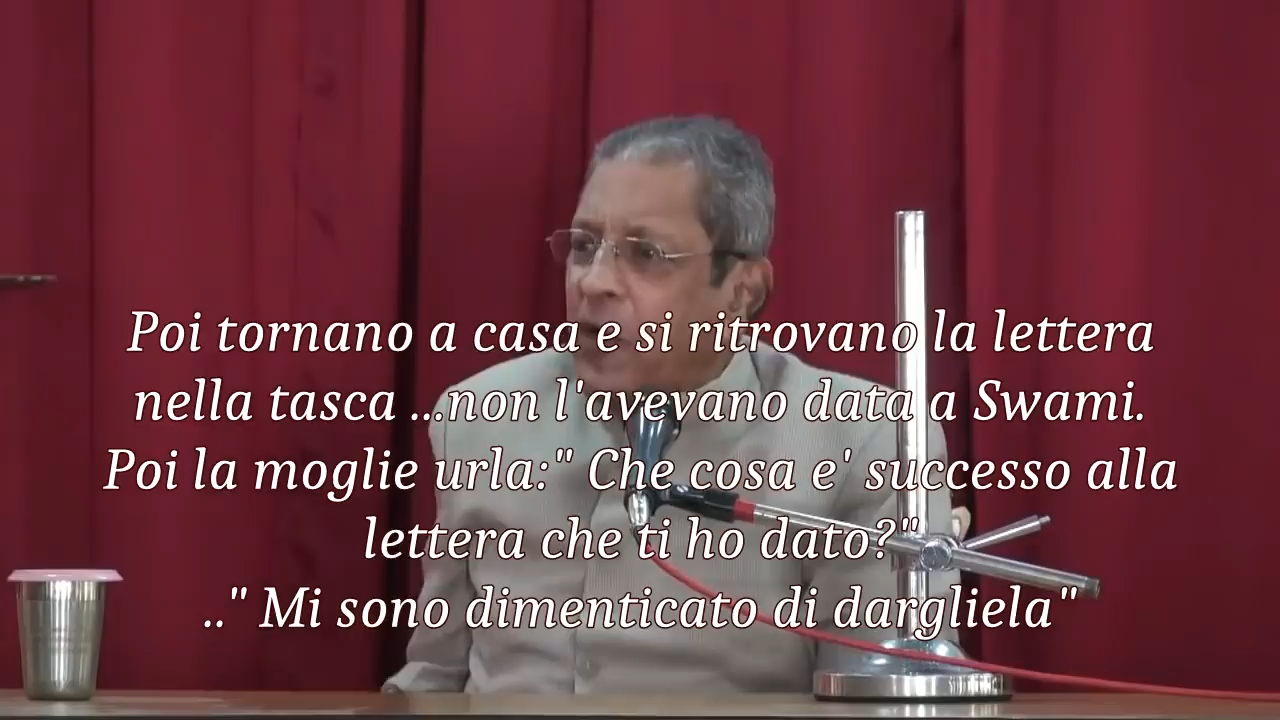 Poi tornano a casa e si ritrovano la lettera
nella tasca ...non l'avevano data a Swami.
Poi la moglie urla:" Che cosa e' successo alla
lettera che ti ho dato?"
.." Mi sono dimenticato di dargliela"